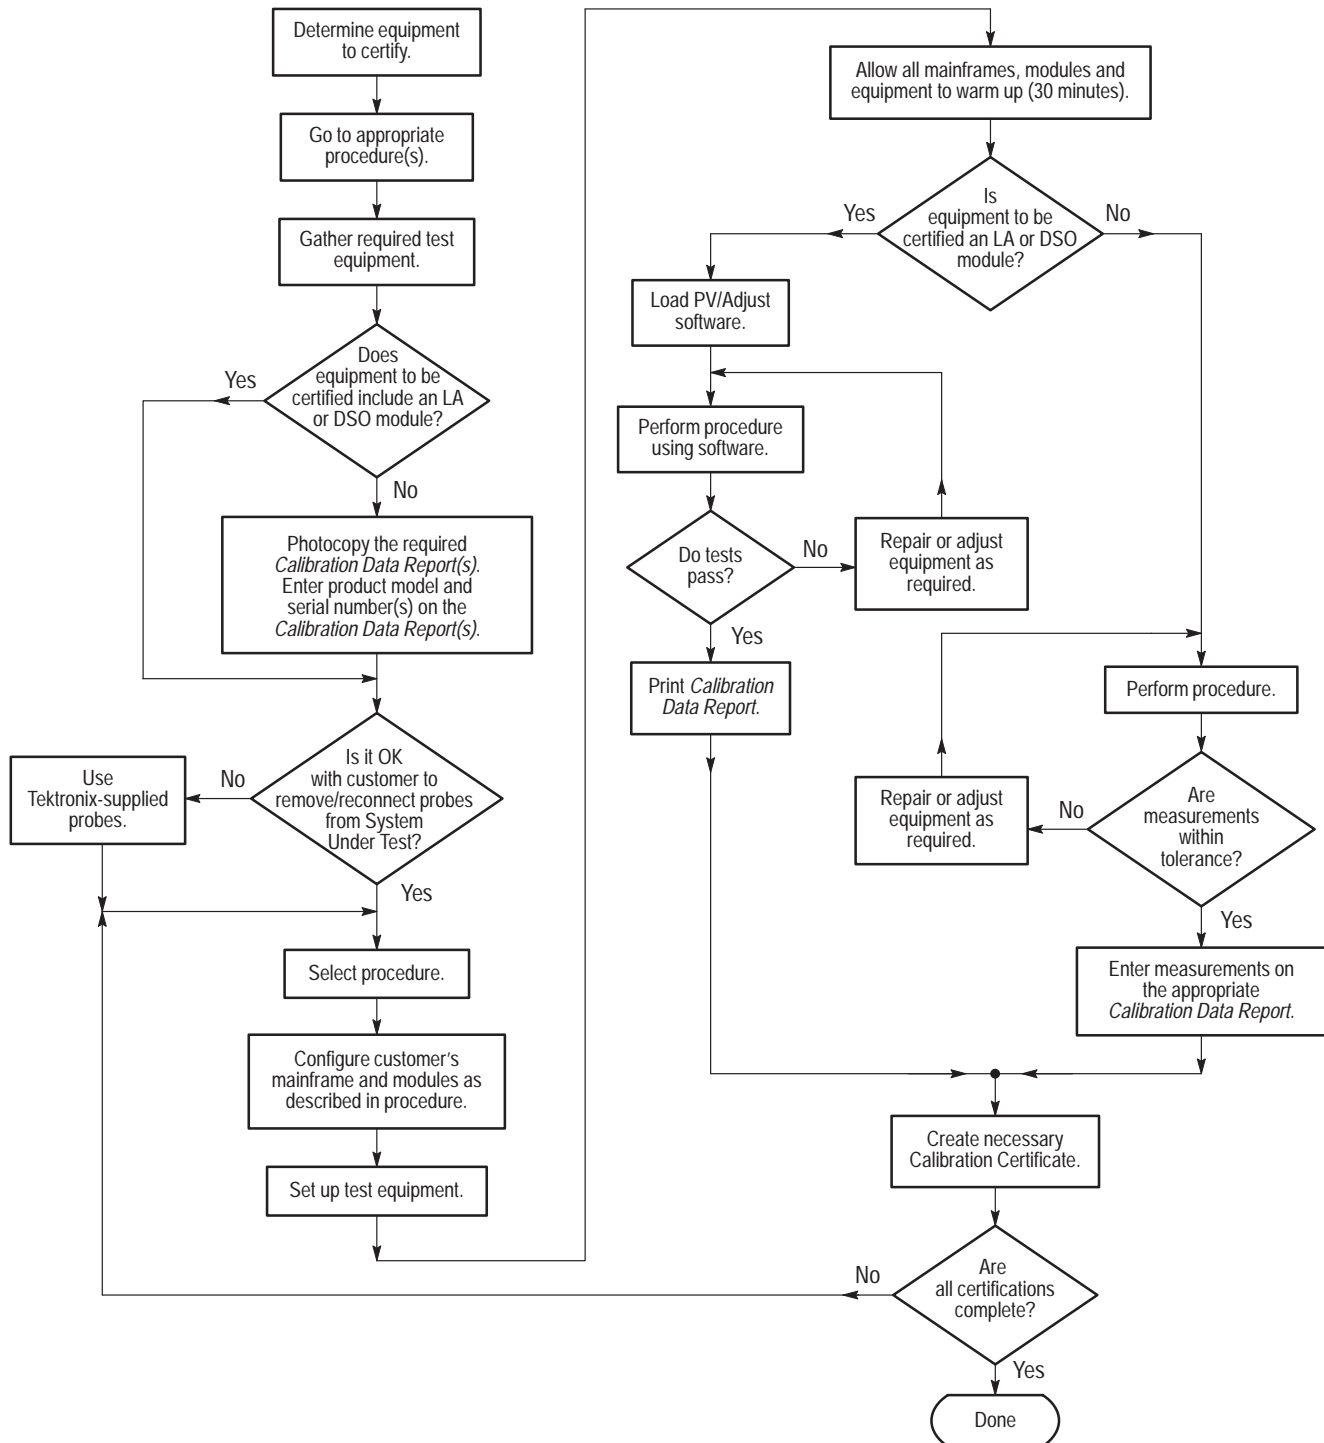 Determine equipment
to certify.
Go to appropriate
procedure(s).
Gather required test
equipment.
Does
equipment to be
certified include an LA
or DSO module?
Yes
No
Photocopy the required
Calibration Data Report(s).
Enter product model and
serial number(s) on the
Calibration Data Report(s).
Is it OK
with customer to
remove/reconnect probes
from System
Under Test?
No
Use
Tektronix-supplied
probes.
Yes
Select procedure.
Configure customer’s
mainframe and modules as
described in procedure.
Set up test equipment.
Allow all mainframes, modules and
equipment to warm up (30 minutes).
Is
equipment to be
certified an LA or DSO
module?
Yes
No
Load PV/Adjust
software.
Perform procedure
using software.
Do tests
pass?
No
Repair or adjust
equipment as
required.
Yes
Print Calibration
Data Report.
Perform procedure.
Are
measurements
within
tolerance?
No
Repair or adjust
equipment as
required.
Yes
Enter measurements on
the appropriate
Calibration Data Report.
Create necessary
Calibration Certificate.
Are
all certifications
complete?
No
Yes
Done